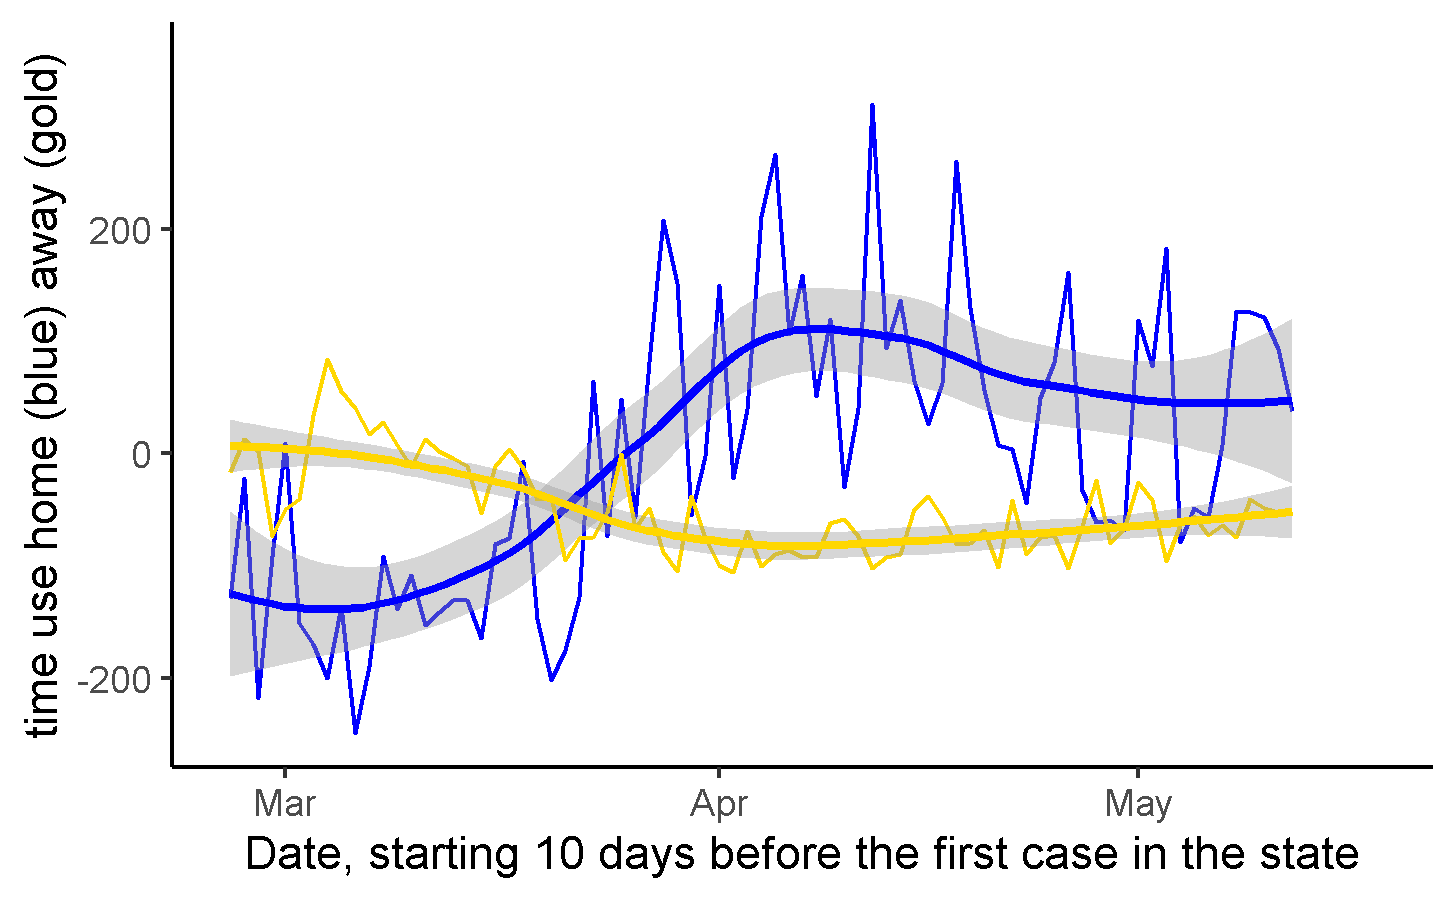 time use home (blue) away (gold)
200
0
-200
Mar
Apr
May
Date, starting 10 days before the first case in the state